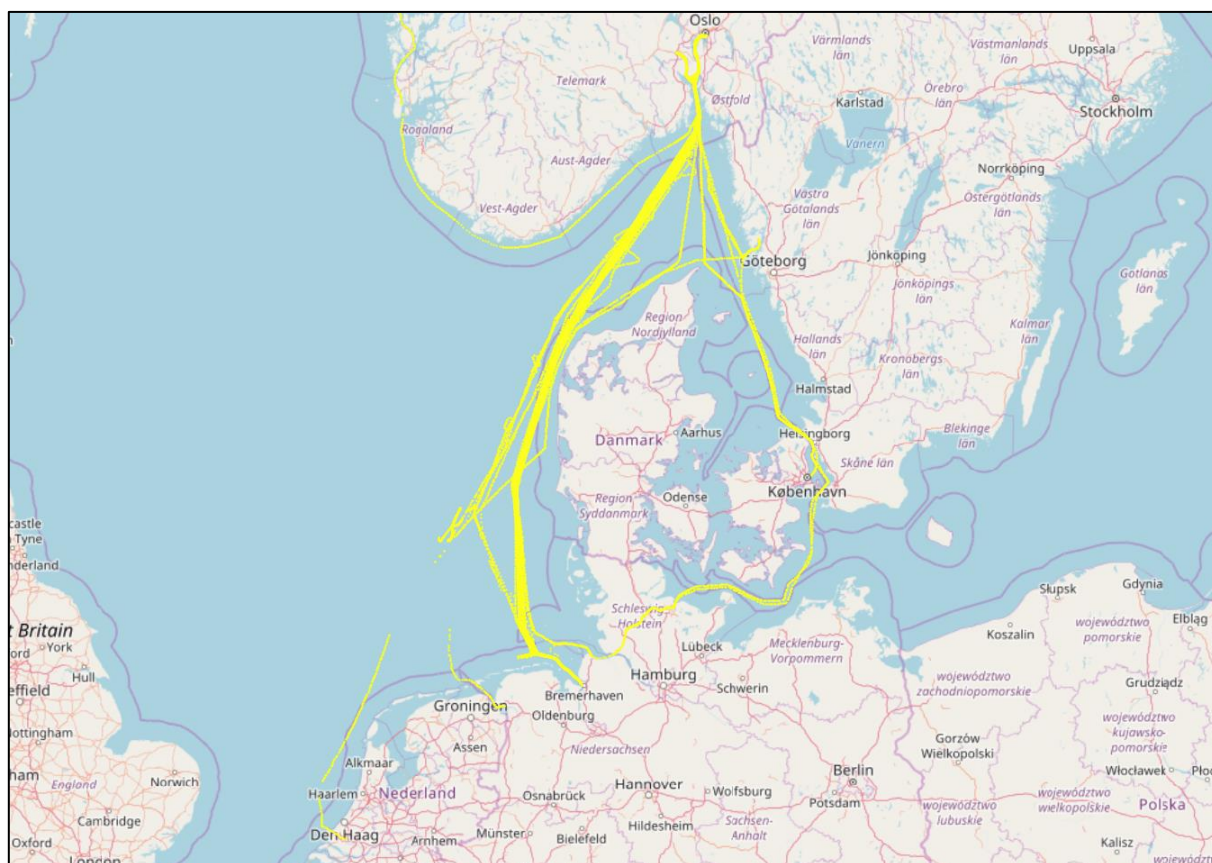 Oslo
Värmlands
län
Västmanlands
län
Uppsala
Telemark
Østfold
Karlstad
Örebro
län
Stockholm
Rogaland
Vänern
Aust-Agder
Norrköping
Västra
Götalands
län
Östergötlands
län
Vest-Agder
Göteborg
Jönköping
Jönköpings
län
Gotlands
län
Region
Nordjylland
Hallands
län
Kalmar
län
Kronobergs
län
Halmstad
Danmark
Aarhus
Helsingborg
Blekinge
län
Skåne län
København
Region
Syddanmark
Odense
castle
n Tyne
nderland
Schleswig-
Holstein
Słupsk
Gdynia
Elbląg
t Britain
York
Hull
Koszalin
województwo
pomorskie
Lübeck
Mecklenburg-
Vorpommern
effield
Hamburg
Schwerin
województwo
zachodniopomorskie
Grudziądz
Bremerhaven
Groningen
Oldenburg
Nottingham
Assen
Niedersachsen
Gorzów
Wielkopolski
województwo
kujawsko-
pomorskie
Alkmaar
Norwich
England
Berlin
Włocławek
Haarlem
Nederland
Hannover
Wolfsburg
Potsdam
Osnabrück
województwo
lubuskie
województwo
wielkopolskie
Polska
Cambridge
Den Haag
Arnhem
Münster
Bielefeld
Hildesheim
Sachsen-
Anhalt
Kalisz
Oxford
London